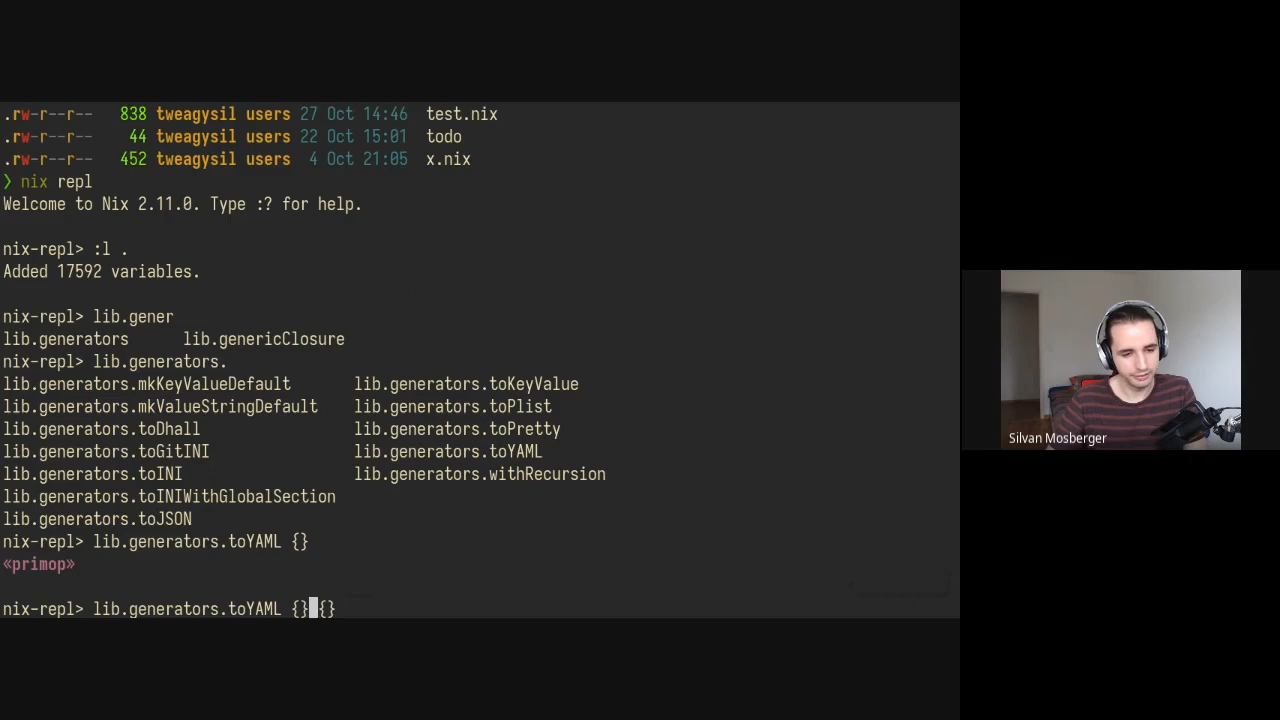 .rw-r--r-- 838 tweagysil users 27 Oct 14:46 test.nix
.rw-r--r-- 44 tweagysil users 22 Oct 15:01 todo
.rw-r--r-- 452 tweagysil users 4 Oct 21:05 x.nix
❯ nix repl
Welcome to Nix 2.11.0. Type :? for help.
nix-repl> :l .
Added 17592 variables.
nix-repl> lib.gener
lib.generators lib.genericClosure
nix-repl> lib.generators.
lib.generators.mkKeyValueDefault lib.generators.toKeyValue
lib.generators.mkValueStringDefault lib.generators.toPlist
lib.generators.toDhall lib.generators.toPretty
lib.generators.toGitINI lib.generators.toYAML
lib.generators.toINI lib.generators.withRecursion
lib.generators.toINIWithGlobalSection
lib.generators.toJSON
nix-repl> lib.generators.toYAML {}
«primop»
nix-repl> lib.generators.toYAML {} {}
Silvan Mosberger